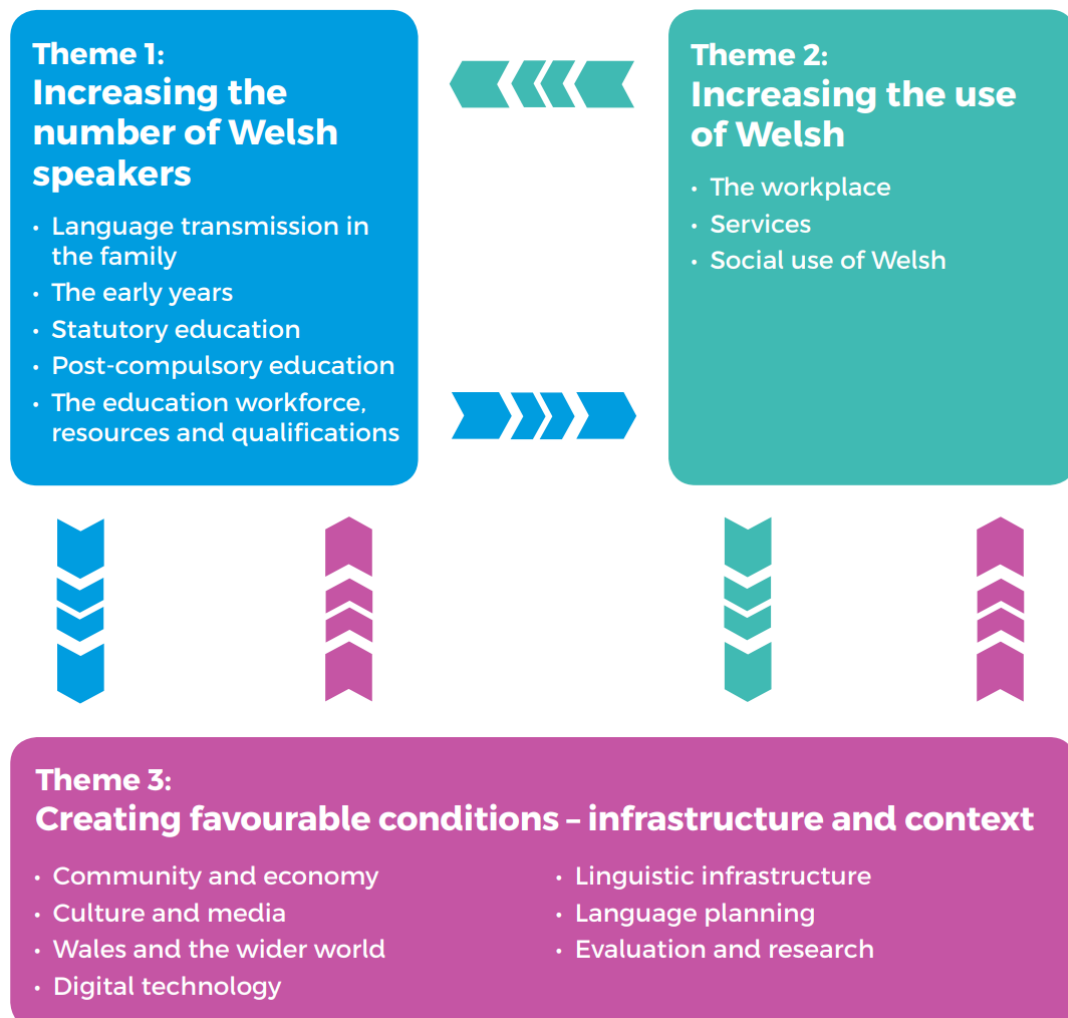 Theme 1:
Increasing the
number of Welsh
speakers
• Language transmission in
the family
• The early years
• Statutory education
• Post-compulsory education
• The education workforce,
resources and qualifications
Theme 2:
Increasing the use
of Welsh
• The workplace
• Services
• Social use of Welsh
Theme 3:
Creating favourable conditions – infrastructure and context
• Community and economy
• Culture and media
• Wales and the wider world
• Digital technology
• Linguistic infrastructure
• Language planning
• Evaluation and research